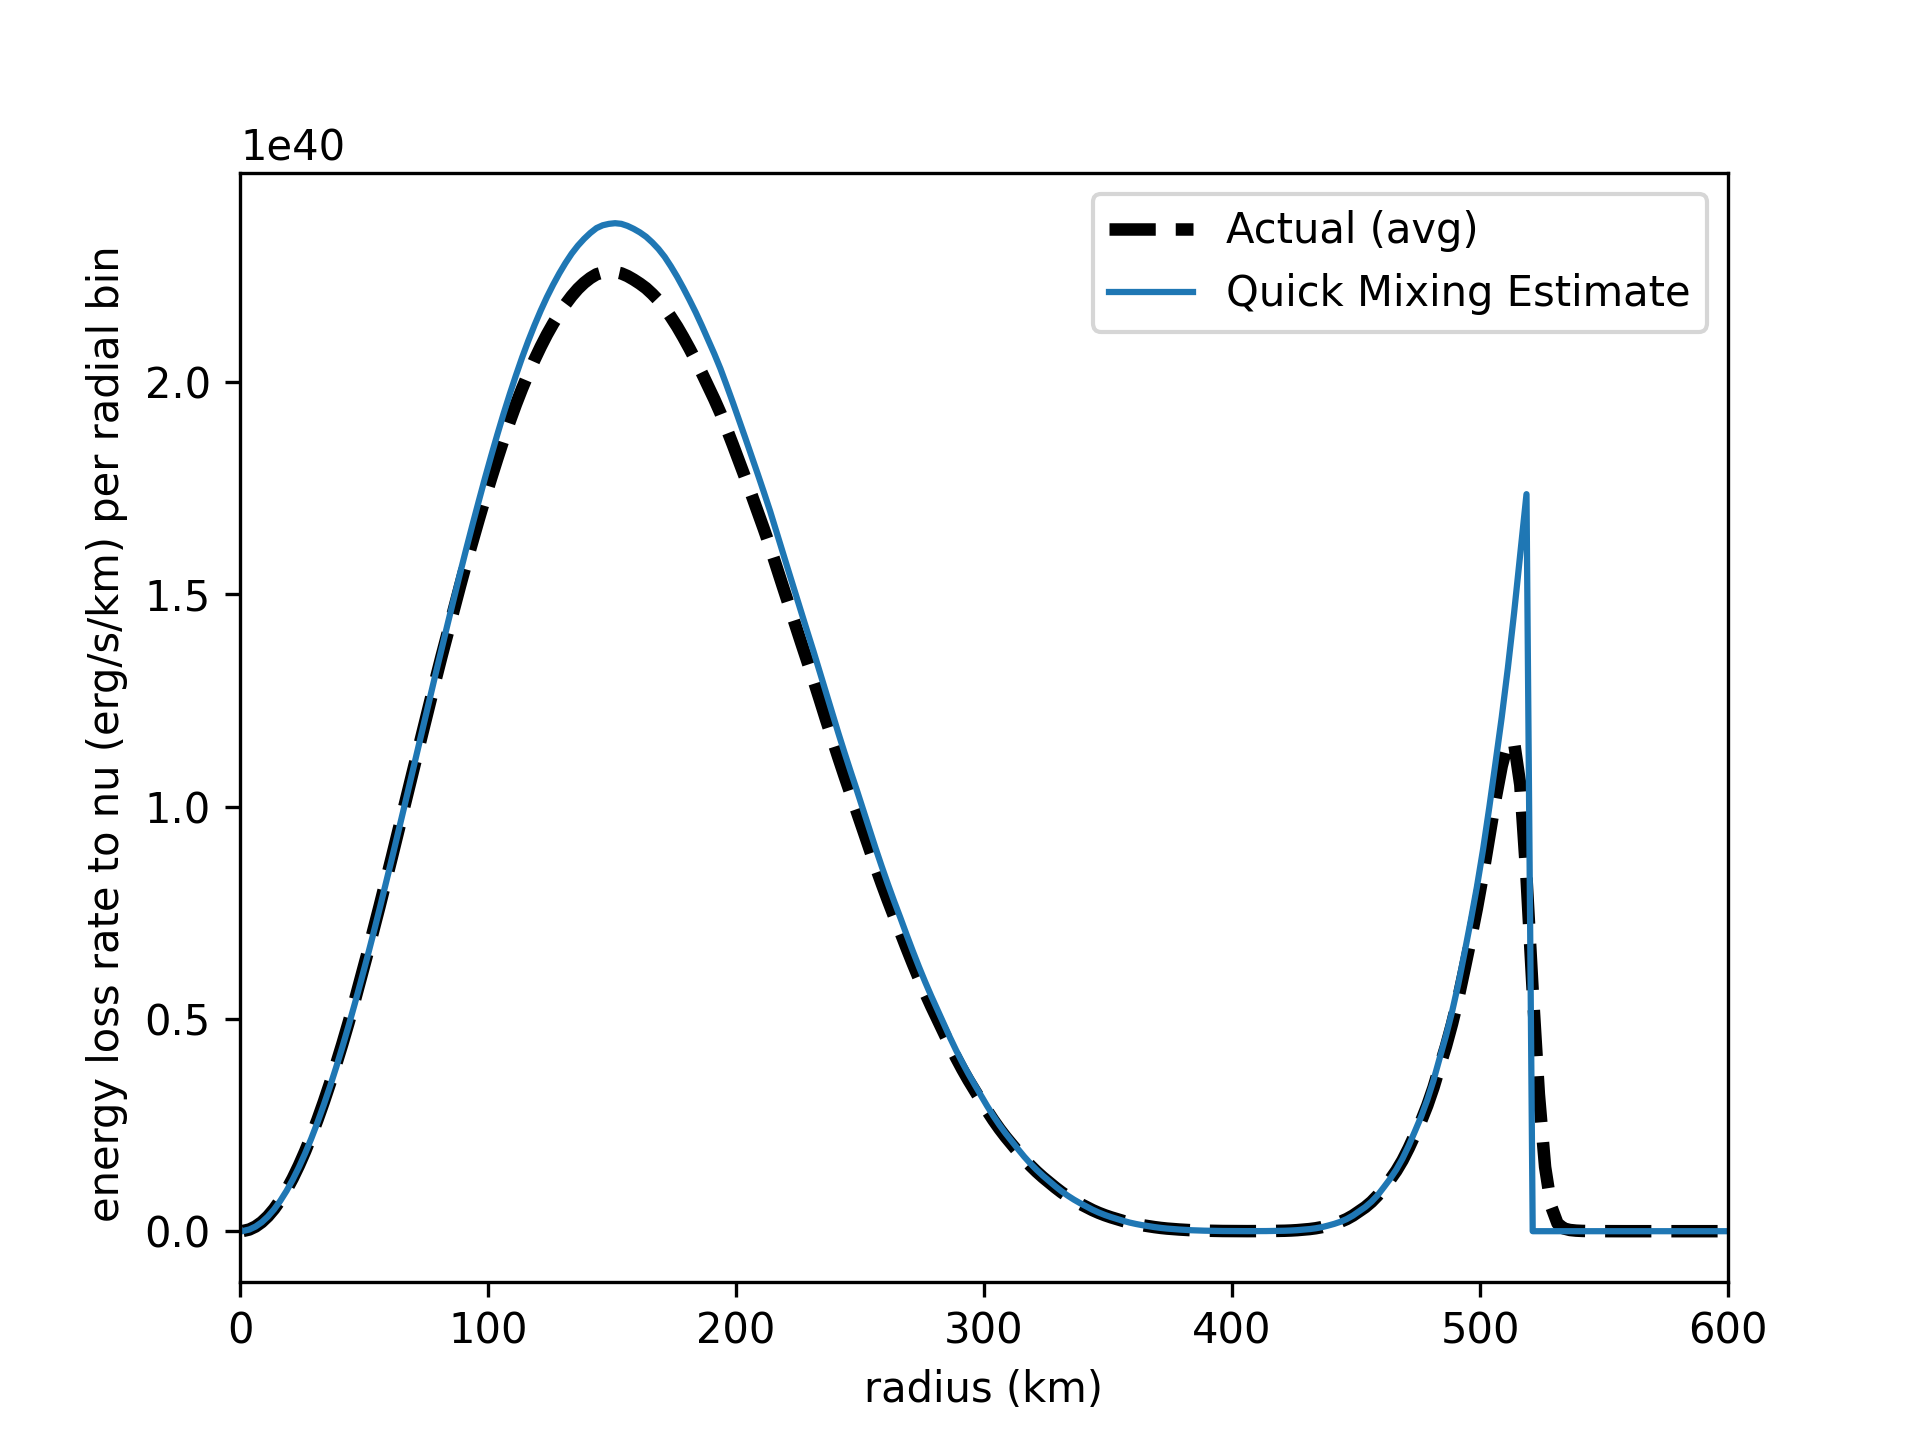 1e40
Actual (avg)
Quick Mixing Estimate
energy loss rate to nu (erg/s/km) per radial bin
2.0
1.5
1.0
0.5
0.0
0 100 200 300 400 500 600
radius (km)